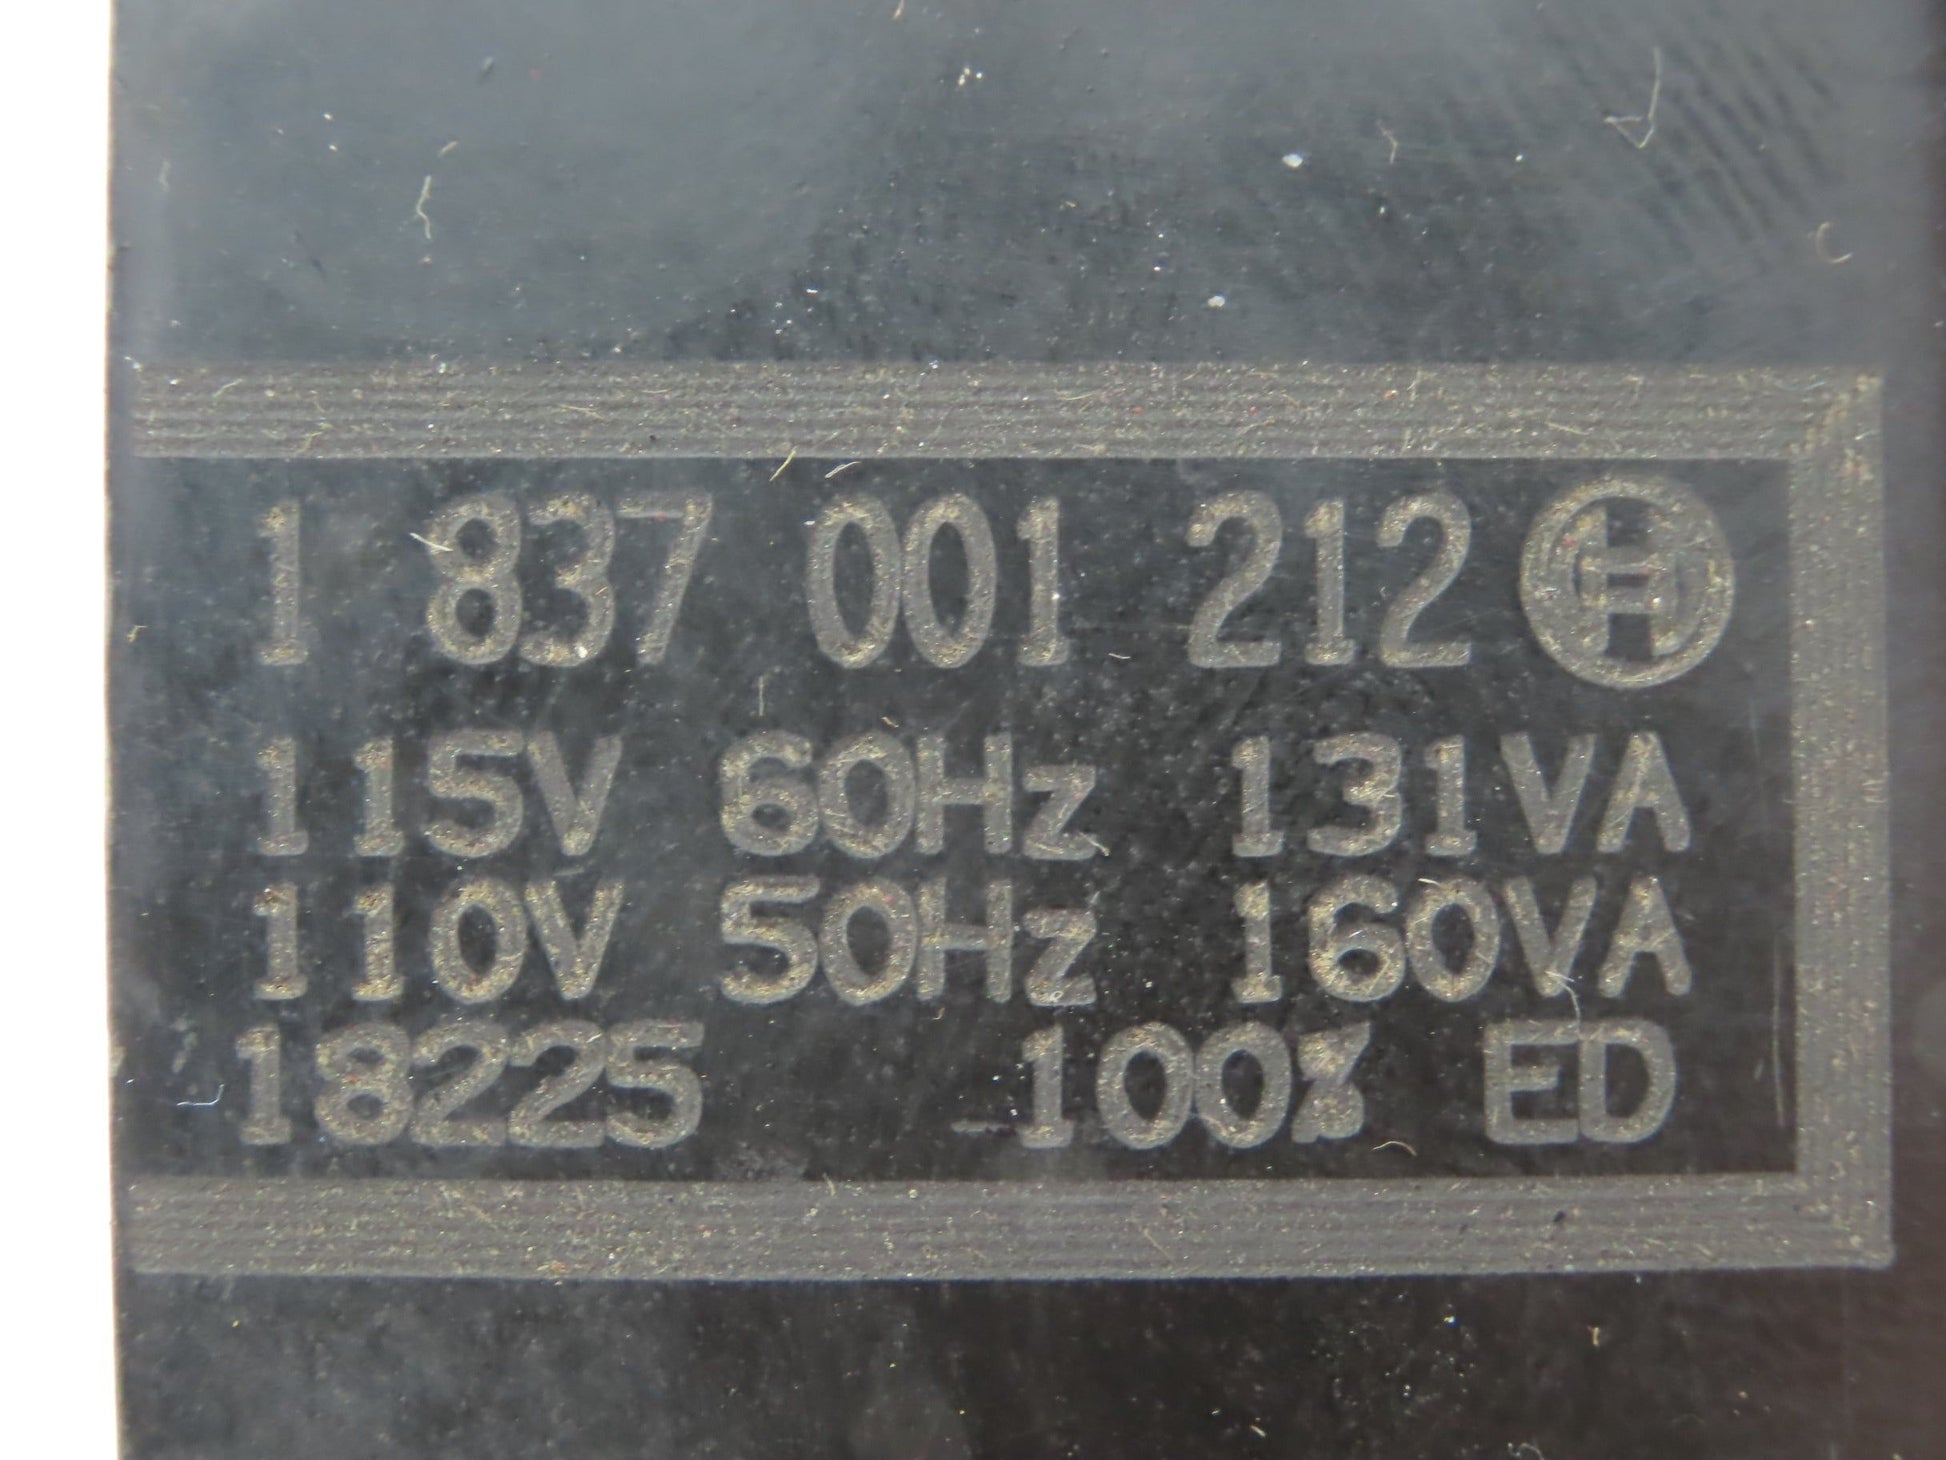 1 837 001 212
115V 60Hz 131VA
110V 50Hz 160VA
18225 100% ED